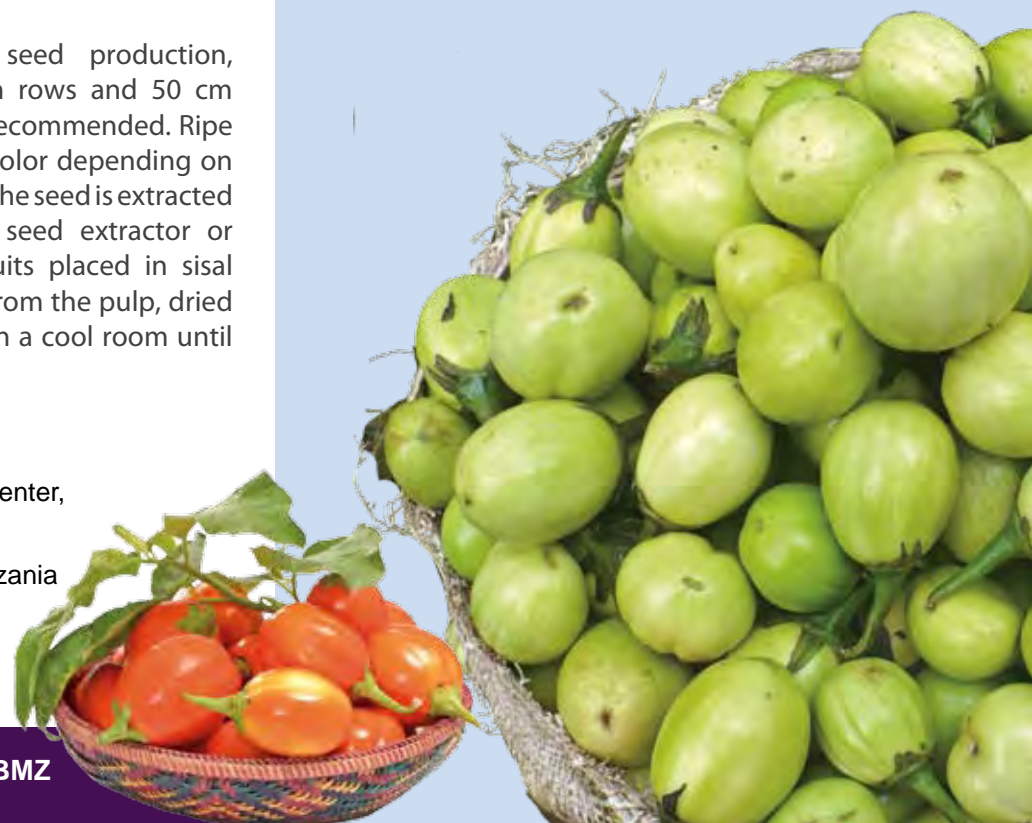 seed production,
n rows and 50 cm
ecommended. Ripe
olor depending on
he seed is extracted
seed extractor or
uits placed in sisal
rom the pulp, dried
n a cool room until
enter,
zania
BMZ